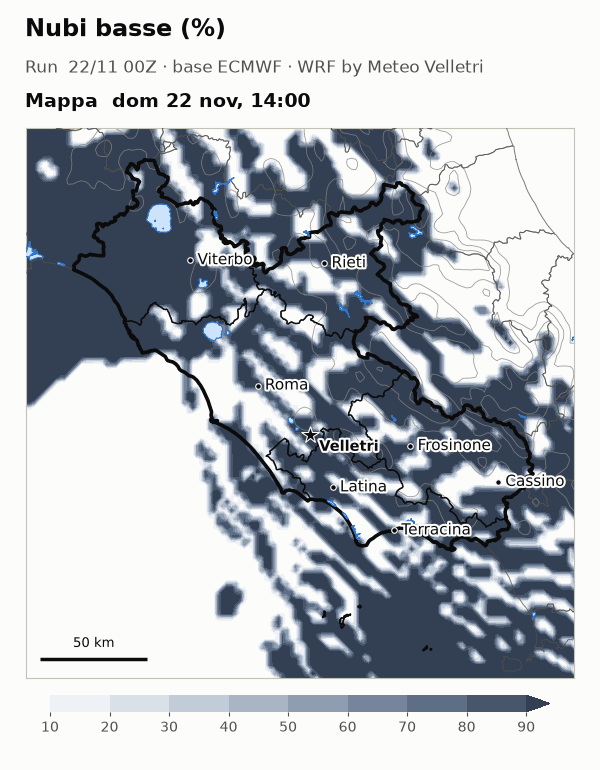 Nubi basse (%)
Run  22/11 00Z · base ECMWF · WRF by Meteo Velletri
Mappa  dom 22 nov, 14:00
Viterbo
Rieti
Roma
Velletri
Frosinone
Latina
Cassino
Terracina
50 km
10 20 30 40 50 60 70 80 90